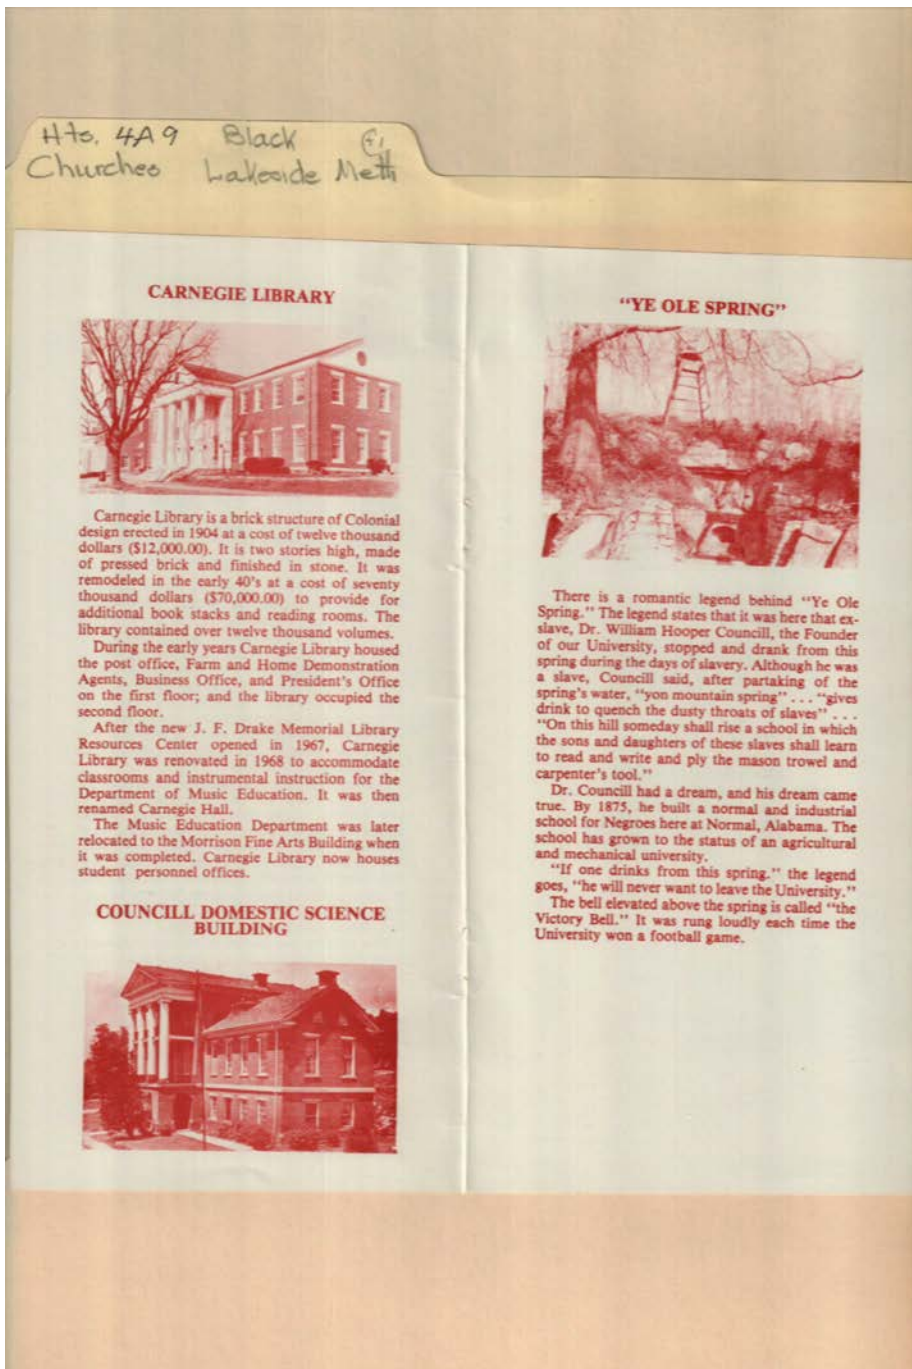 Hts. 4A9 Black
Churches Lakeside Meth
CARNEGIE LIBRARY
Carnegie Library is a brick structure of Colonial
design erected in 1904 at a cost of twelve thousand
dollars ($12,000.00). It is two stories high, made
of pressed brick and finished in stone. It was
remodeled in the early 40's at a cost of seventy
thousand dollars ($70,000.00) to provide for
additional book stacks and reading rooms. The
library contained over twelve thousand volumes.
During the early years Carnegie Library housed
the post office, Farm and Home Demonstration
Agents, Business Office, and President's Office
on the first floor; and the library occupied the
second floor.
After the new J. F. Drake Memorial Library
Resources Center opened in 1967, Carnegie
Library was renovated in 1968 to accommodate
classrooms and instrumental instruction for the
Department of Music Education. It was then
renamed Carnegie Hall.
The Music Education Department was later
relocated to the Morrison Fine Arts Building when
it was completed. Carnegie Library now houses
student personnel offices.
COUNCILL DOMESTIC SCIENCE
BUILDING
"YE OLE SPRING"
There is a romantic legend behind "Ye Ole
Spring." The legend states that it was here that ex-
slave, Dr. William Hooper Councill, the Founder
of our University, stopped and drank from this
spring during the days of slavery. Although he was
a slave, Councill said, after partaking of the
spring's water, "yon mountain spring" . . . "gives
drink to quench the dusty throats of slaves" . . .
"On this hill someday shall rise a school in which
the sons and daughters of these slaves shall learn
to read and write and ply the mason trowel and
carpenter's tool."
Dr. Councill had a dream, and his dream came
true. By 1875, he built a normal and industrial
school for Negroes here at Normal, Alabama. The
school has grown to the status of an agricultural
and mechanical university.
"If one drinks from this spring." the legend
goes, "he will never want to leave the University."
The bell elevated above the spring is called "the
Victory Bell." It was rung loudly each time the
University won a football game.